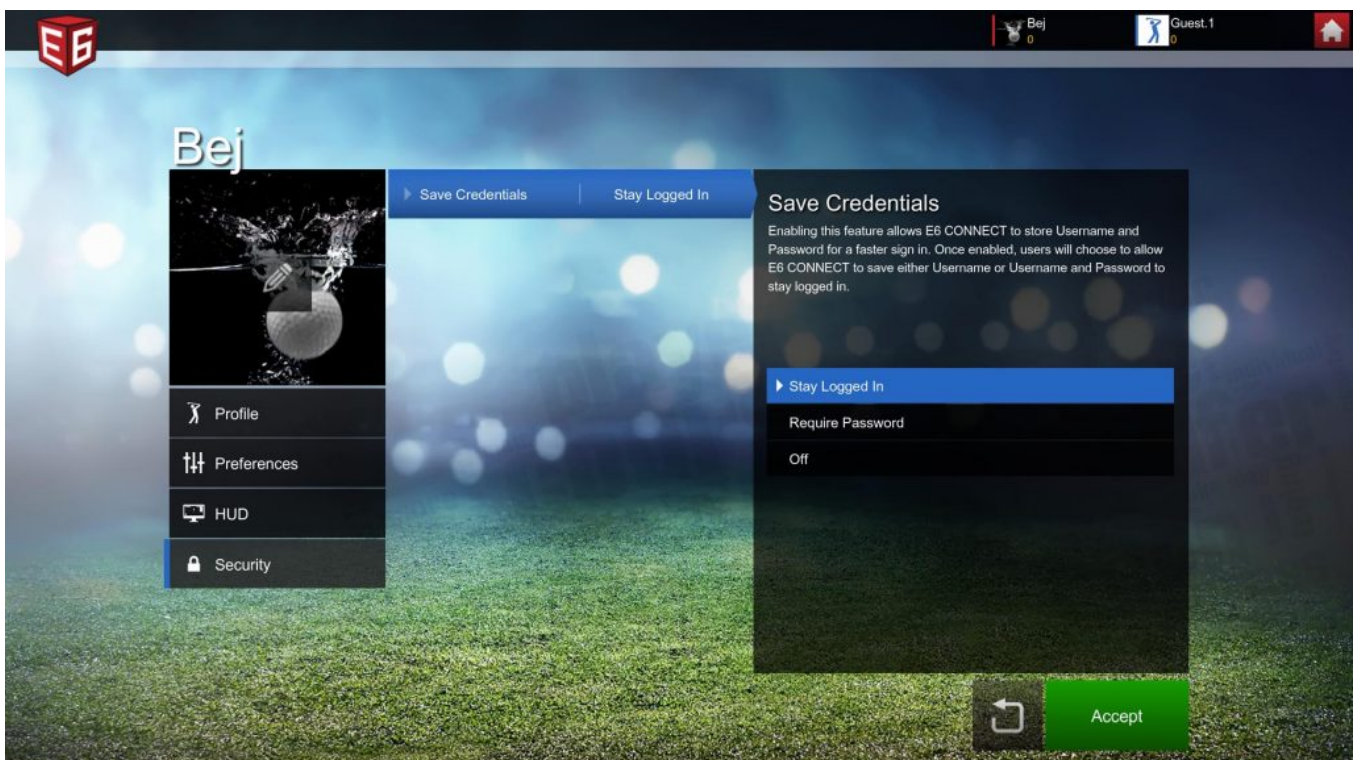 E6
Bej
0
Guest.1
0
Bej
Save Credentials
Stay Logged In
Save Credentials
Enabling this feature allows E6 CONNECT to store Username and
Password for a faster sign in. Once enabled, users will choose to allow
E6 CONNECT to save either Username or Username and Password to
stay logged in.
Stay Logged In
Require Password
Off
Profile
Preferences
HUD
Security
Accept